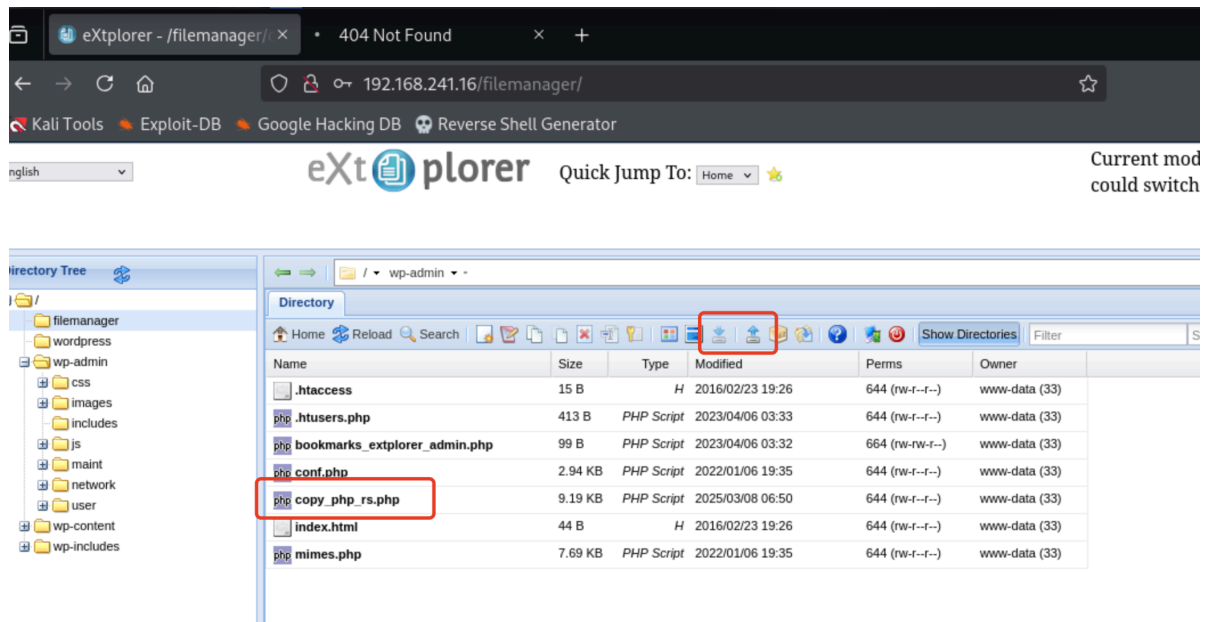 eXtplorer - /filemanager/
404 Not Found
192.168.241.16/filemanager/
Kali Tools Exploit-DB Google Hacking DB Reverse Shell Generator
nglish
eXtplorer
Quick Jump To: Home
Current mod
could switch
irectory Tree
/ wp-admin
Directory
Home Reload Search Show Directories Filter S
Name Size Type Modified Perms Owner
/
filemanager
wordpress
wp-admin
css
images
includes
js
maint
network
user
wp-content
wp-includes
.htaccess 15 B H 2016/02/23 19:26 644 (rw-r--r--) www-data (33)
php .htusers.php 413 B PHP Script 2023/04/06 03:33 644 (rw-r--r--) www-data (33)
php bookmarks_extplorer_admin.php 99 B PHP Script 2023/04/06 03:32 664 (rw-rw-r--) www-data (33)
php conf.php 2.94 KB PHP Script 2022/01/06 19:35 644 (rw-r--r--) www-data (33)
php copy_php_rs.php 9.19 KB PHP Script 2025/03/08 06:50 644 (rw-r--r--) www-data (33)
index.html 44 B H 2016/02/23 19:26 644 (rw-r--r--) www-data (33)
php mimes.php 7.69 KB PHP Script 2022/01/06 19:35 644 (rw-r--r--) www-data (33)